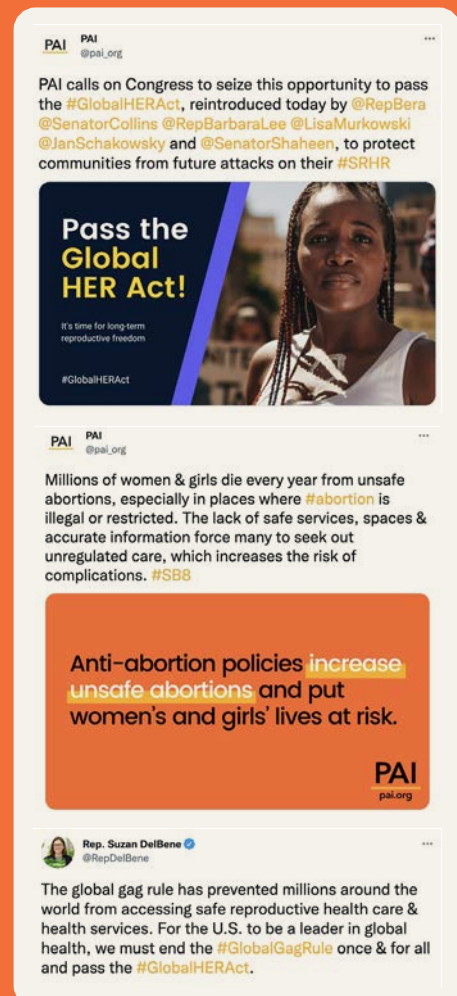 PAI
PAI
@pai_org
PAI calls on Congress to seize this opportunity to pass
the #GlobalHERAct, reintroduced today by @RepBera
@SenatorCollins @RepBarbaraLee @LisaMurkowski
@JanSchakowsky and @SenatorShaheen, to protect
communities from future attacks on their #SRHR
Pass the
Global
HER Act!
It's time for long-term
reproductive freedom
#GlobalHERAct
PAI
PAI
@pai_org
Millions of women & girls die every year from unsafe
abortions, especially in places where #abortion is
illegal or restricted. The lack of safe services, spaces &
accurate information force many to seek out
unregulated care, which increases the risk of
complications. #SB8
Anti-abortion policies increase
unsafe abortions and put
women's and girls' lives at risk.
PAI
pai.org
Rep. Suzan DelBene
@RepDelBene
The global gag rule has prevented millions around the
world from accessing safe reproductive health care &
health services. For the U.S. to be a leader in global
health, we must end the #GlobalGagRule once & for all
and pass the #GlobalHERAct.